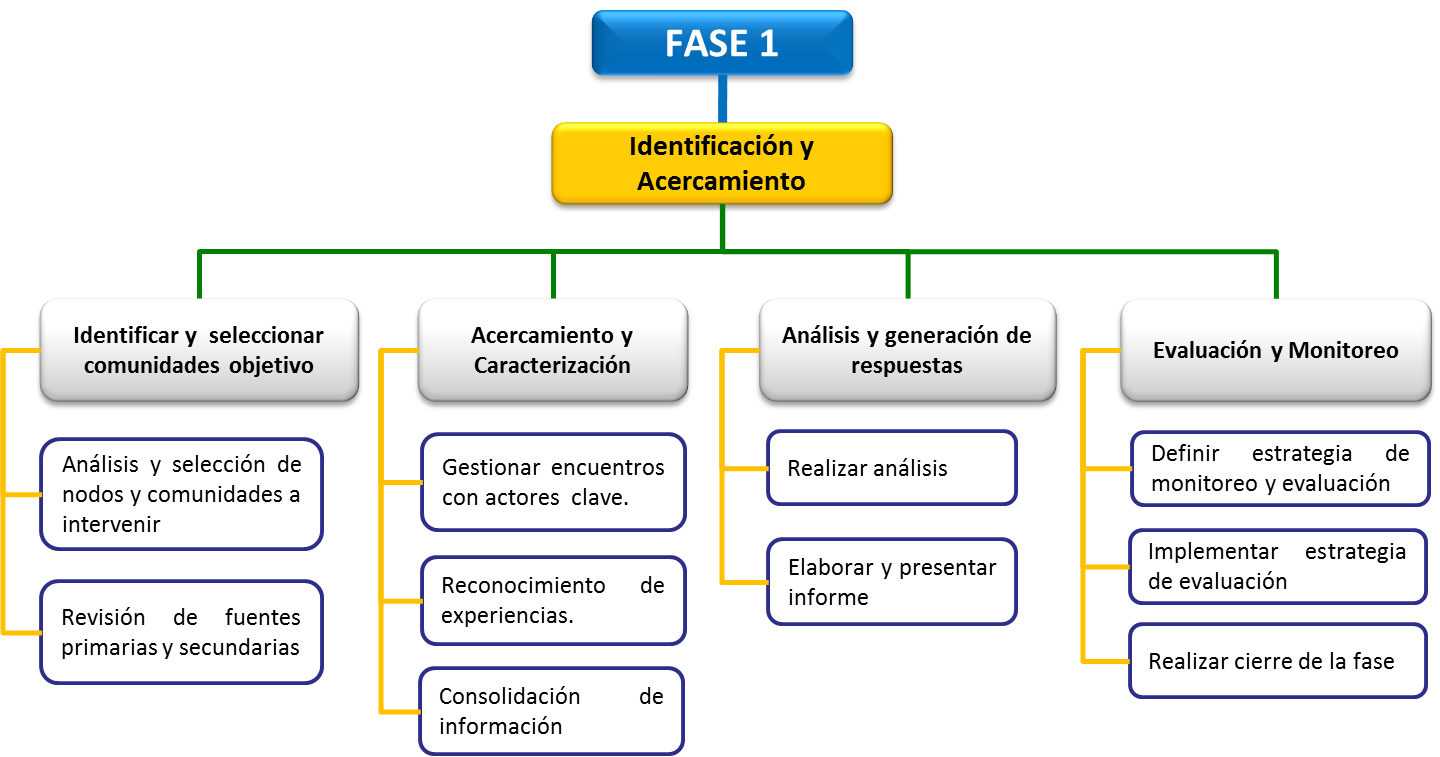 FASE 1
Identificación y
Acercamiento
Identificar y seleccionar
comunidades objetivo
Análisis y selección de
nodos y comunidades a
intervenir
Revisión de fuentes
primarias y secundarias
Acercamiento y
Caracterización
Gestionar encuentros
con actores clave.
Reconocimiento de
experiencias.
Consolidación de
información
Análisis y generación de
respuestas
Realizar análisis
Elaborar y presentar
informe
Evaluación y Monitoreo
Definir estrategia de
monitoreo y evaluación
Implementar estrategia
de evaluación
Realizar cierre de la fase